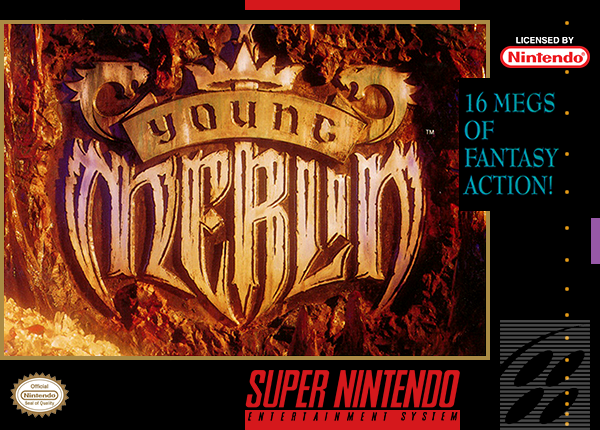 LICENSED BY
Nintendo®
YOUNG
MERLIN
™
16 MEGS
OF
FANTASY
ACTION!
Official
Nintendo
Seal of Quality
SUPER NINTENDO
ENTERTAINMENT SYSTEM